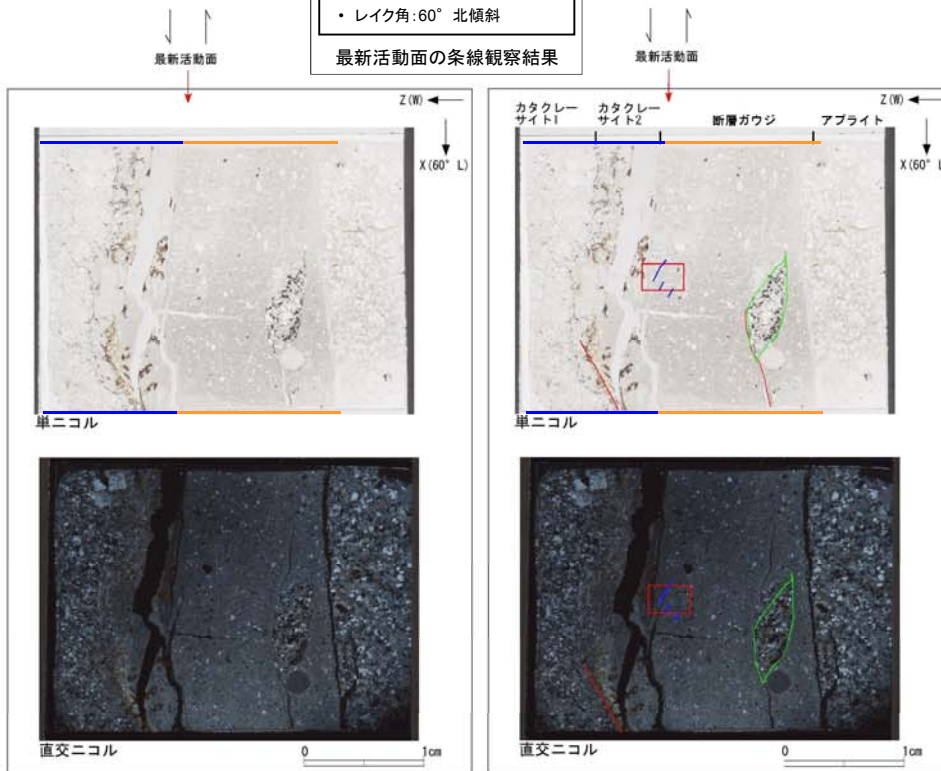 ・ レイク角:60° 北傾斜
最新活動面の条線観察結果
最新活動面
最新活動面
Z(W)
X(60° L)
単ニコル
直交ニコル
0 1cm
Z(W)
カタクレー
サイト1
カタクレー
サイト2
断層ガウジ
アプライト
X(60° L
単ニコル
直交ニコル
0 1cm